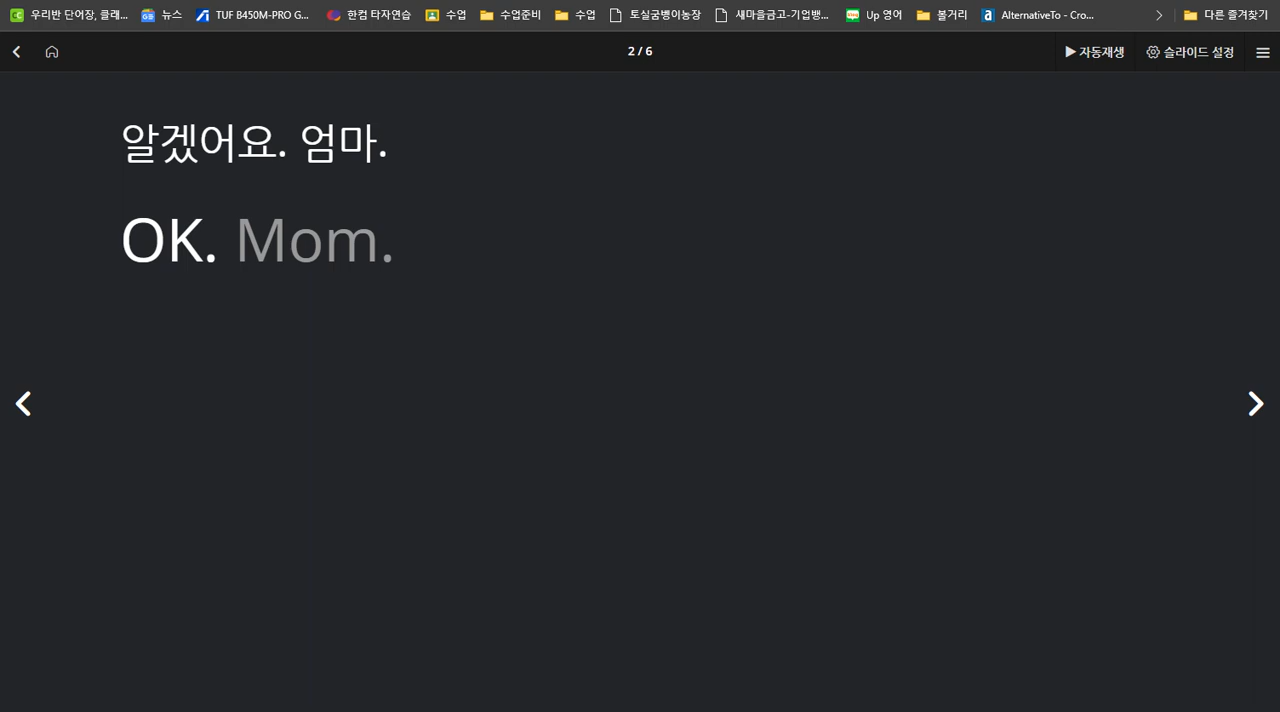 우리반 단어장, 클래... 뉴스 TUF B450M-PRO G... 한컴 타자연습 수업 수업준비 수업 토실굼벵이농장 새마을금고-기업뱅... Up 영어 볼거리 AlternativeTo - Cro... 다른 즐겨찾기
2 / 6 자동재생 슬라이드 설정
알겠어요. 엄마.
OK. Mom.